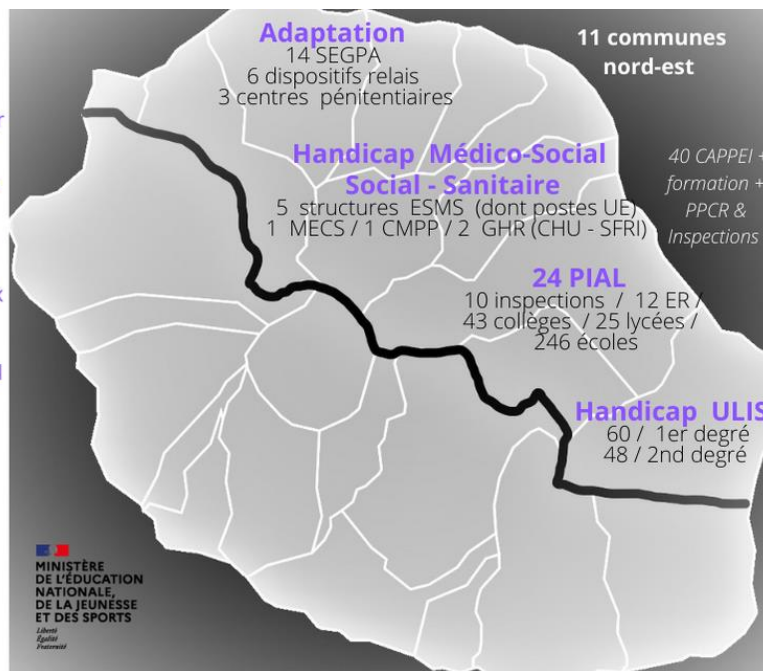 Adaptation
14 SEGPA
6 dispositifs relais
3 centres pénitentiaires
11 communes
nord-est
Handicap Médico-Social
Social - Sanitaire
5 structures ESMS (dont postes UE)
1 MECS / 1 CMPP / 2 GHR (CHU - SFRI)
40 CAPPEI +
formation +
PPCR &
Inspections
24 PIAL
10 inspections / 12 ER /
43 collèges / 25 lycées /
246 écoles
Handicap ULIS
60 / 1er degré
48 / 2nd degré
MINISTÈRE
DE L'ÉDUCATION
NATIONALE,
DE LA JEUNESSE
ET DES SPORTS
Liberté
Égalité
Fraternité